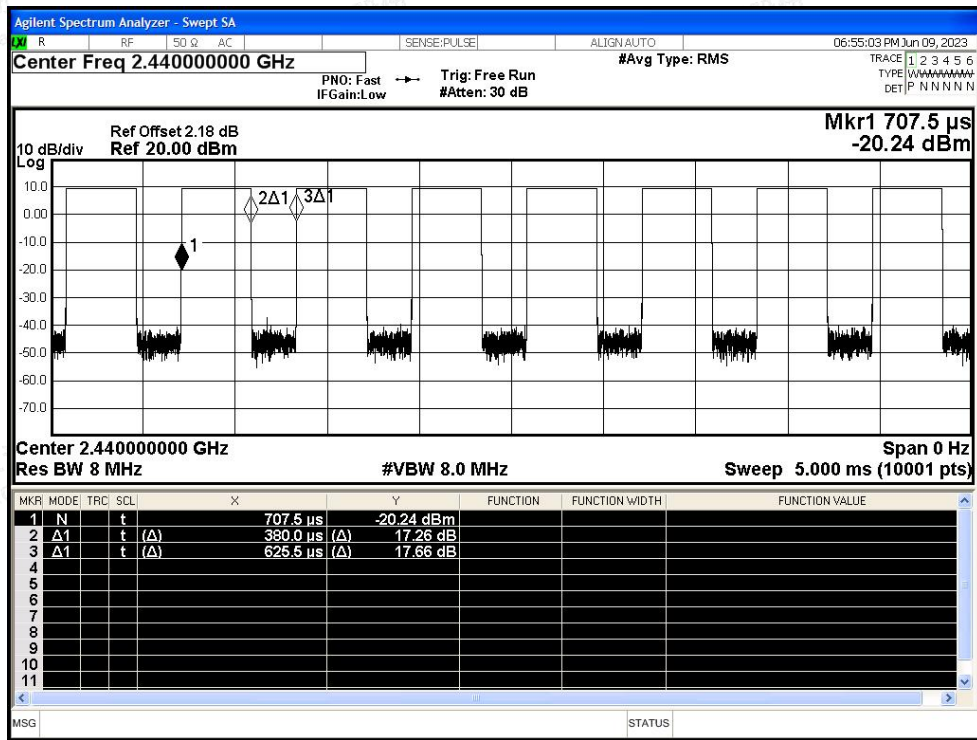 Agilent Spectrum Analyzer - Swept SA
LXI R RF 50 Ω AC SENSE:PULSE ALIGN AUTO 06:55:03 PM Jun 09, 2023
Center Freq 2.440000000 GHz #Avg Type: RMS TRACE 1 2 3 4 5 6
PNO: Fast Trig: Free Run TYPE W
IFGain:Low #Atten: 30 dB DET P N N N N N
Mkr1 707.5 µs
Ref Offset 2.18 dB
10 dB/div Ref 20.00 dBm -20.24 dBm
Log
10.0
2Δ1 3Δ1
0.00
-10.0
1
-20.0
-30.0
-40.0
-50.0
-60.0
-70.0
Center 2.440000000 GHz Span 0 Hz
Res BW 8 MHz #VBW 8.0 MHz Sweep 5.000 ms (10001 pts)
MKR MODE TRC SCL X Y FUNCTION FUNCTION WIDTH FUNCTION VALUE
1 N t 707.5 µs -20.24 dBm
2 Δ1 t (Δ) 380.0 µs (Δ) 17.26 dB
3 Δ1 t (Δ) 625.5 µs (Δ) 17.66 dB
4
5
6
7
8
9
10
11
MSG STATUS